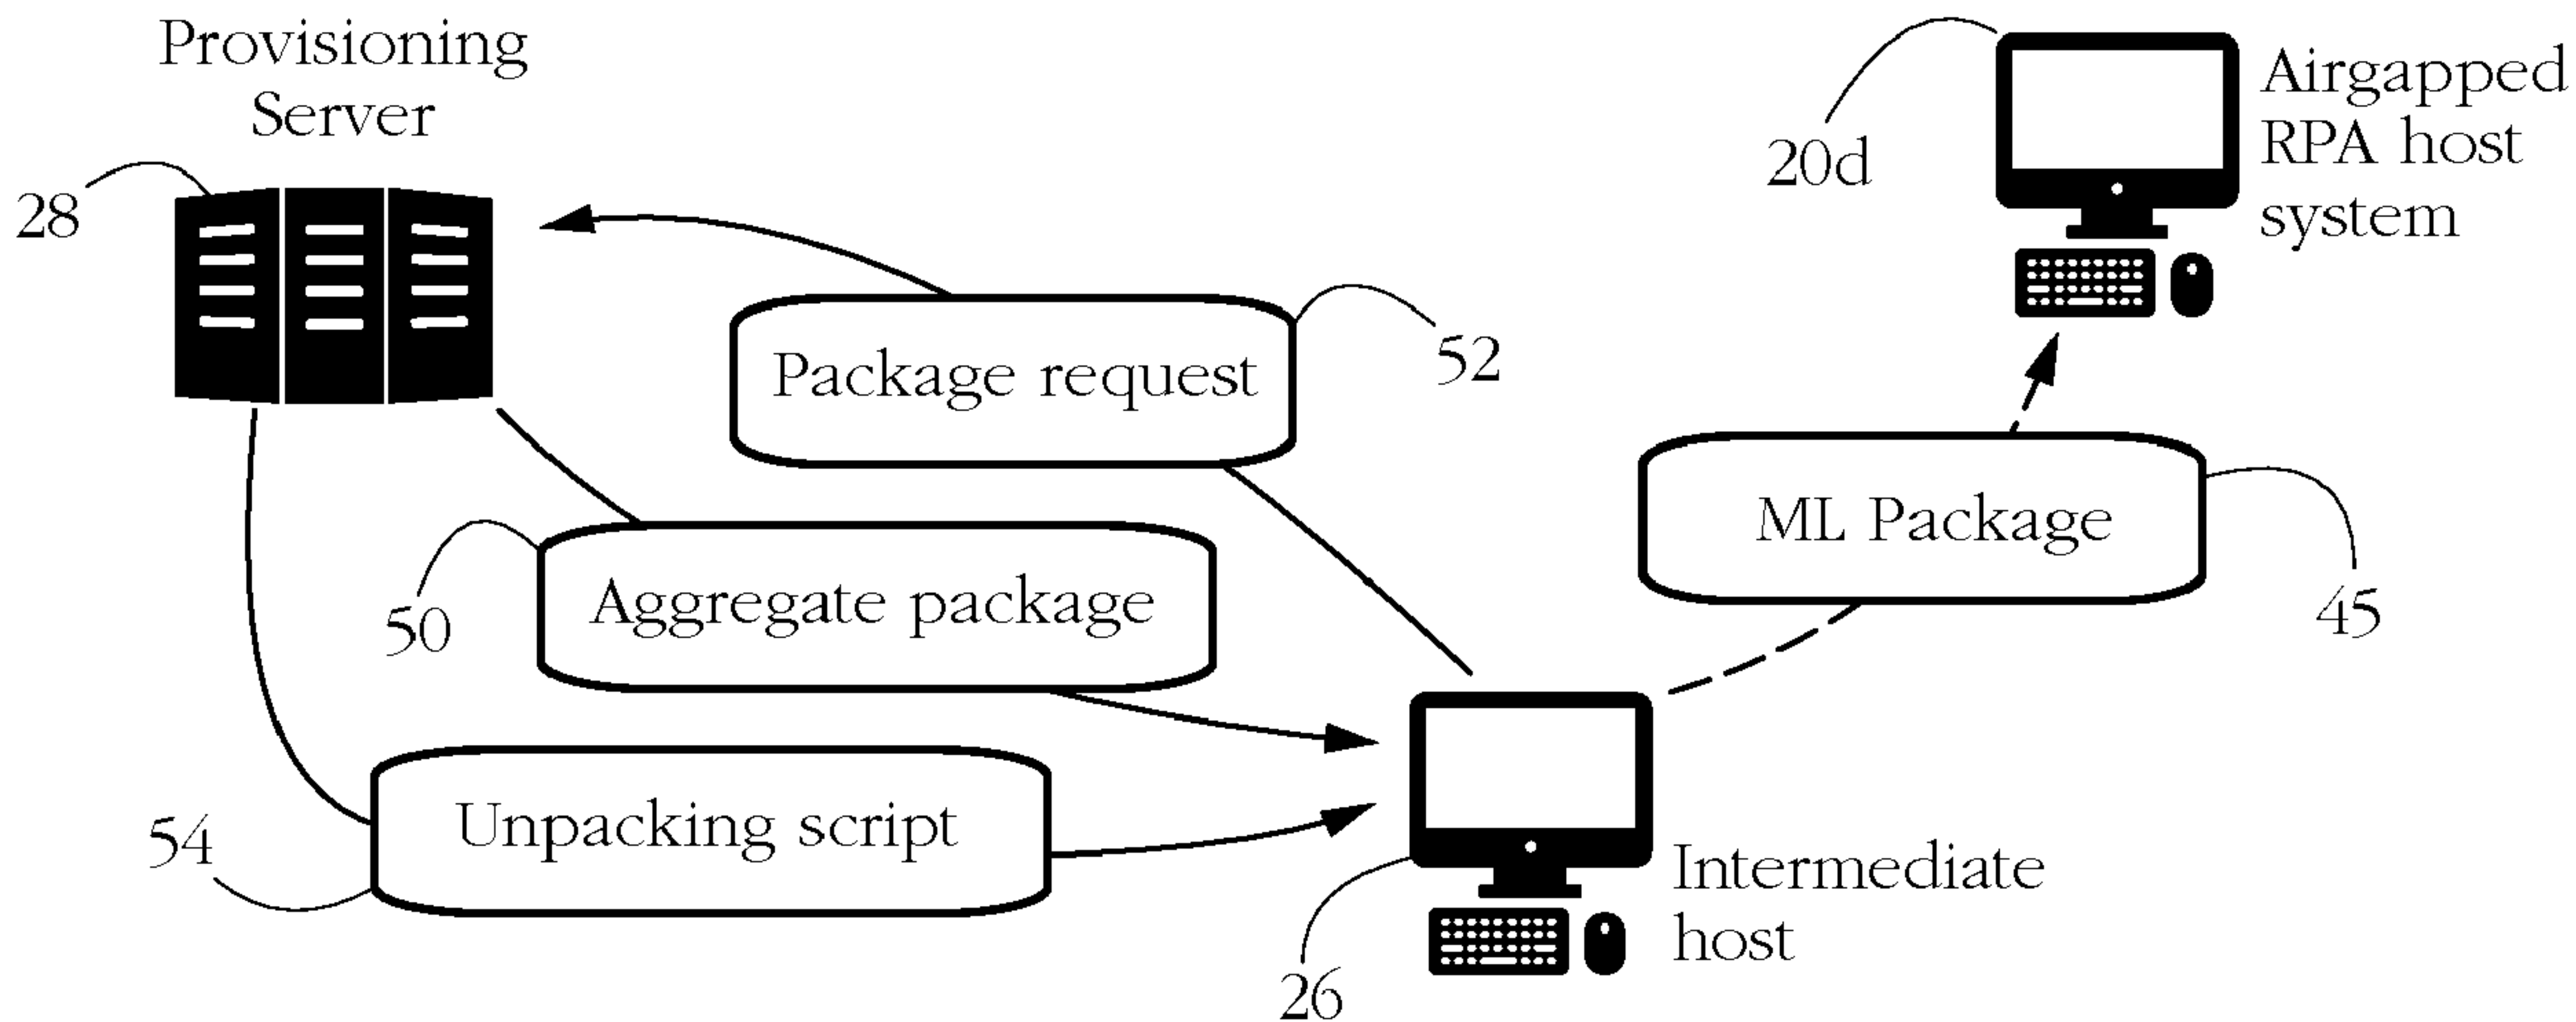 Provisioning
Server
28
Package request
52
Aggregate package
50
Unpacking script
54
Intermediate
host
26
ML Package
45
20d
Airgapped
RPA host
system